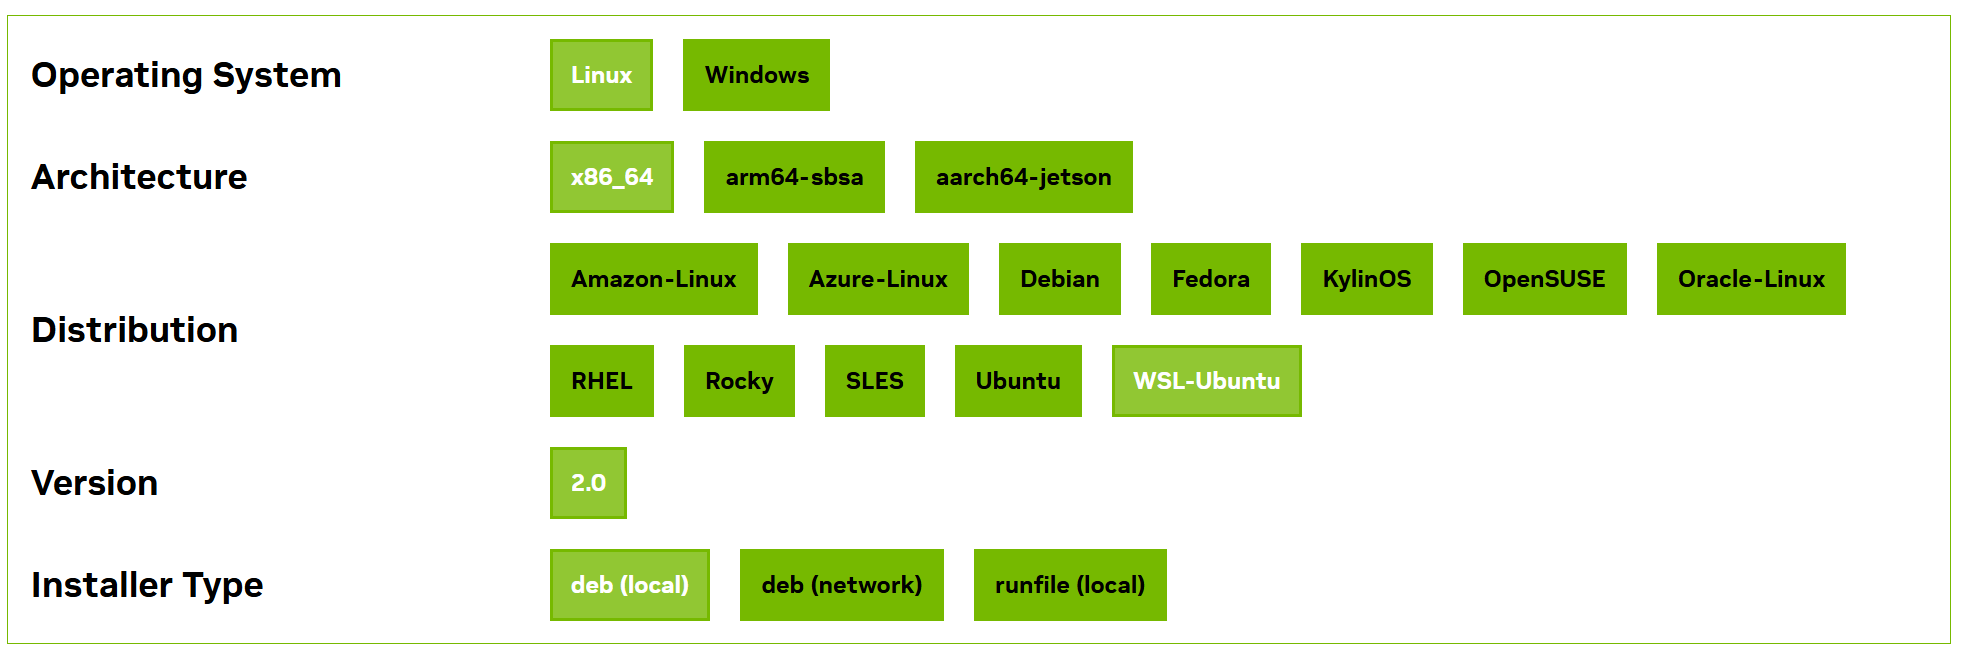 Operating System
Linux Windows
Architecture
x86_64 arm64-sbsa aarch64-jetson
Distribution
Amazon-Linux Azure-Linux Debian Fedora KylinOS OpenSUSE Oracle-Linux
RHEL Rocky SLES Ubuntu WSL-Ubuntu
Version
2.0
Installer Type
deb (local) deb (network) runfile (local)